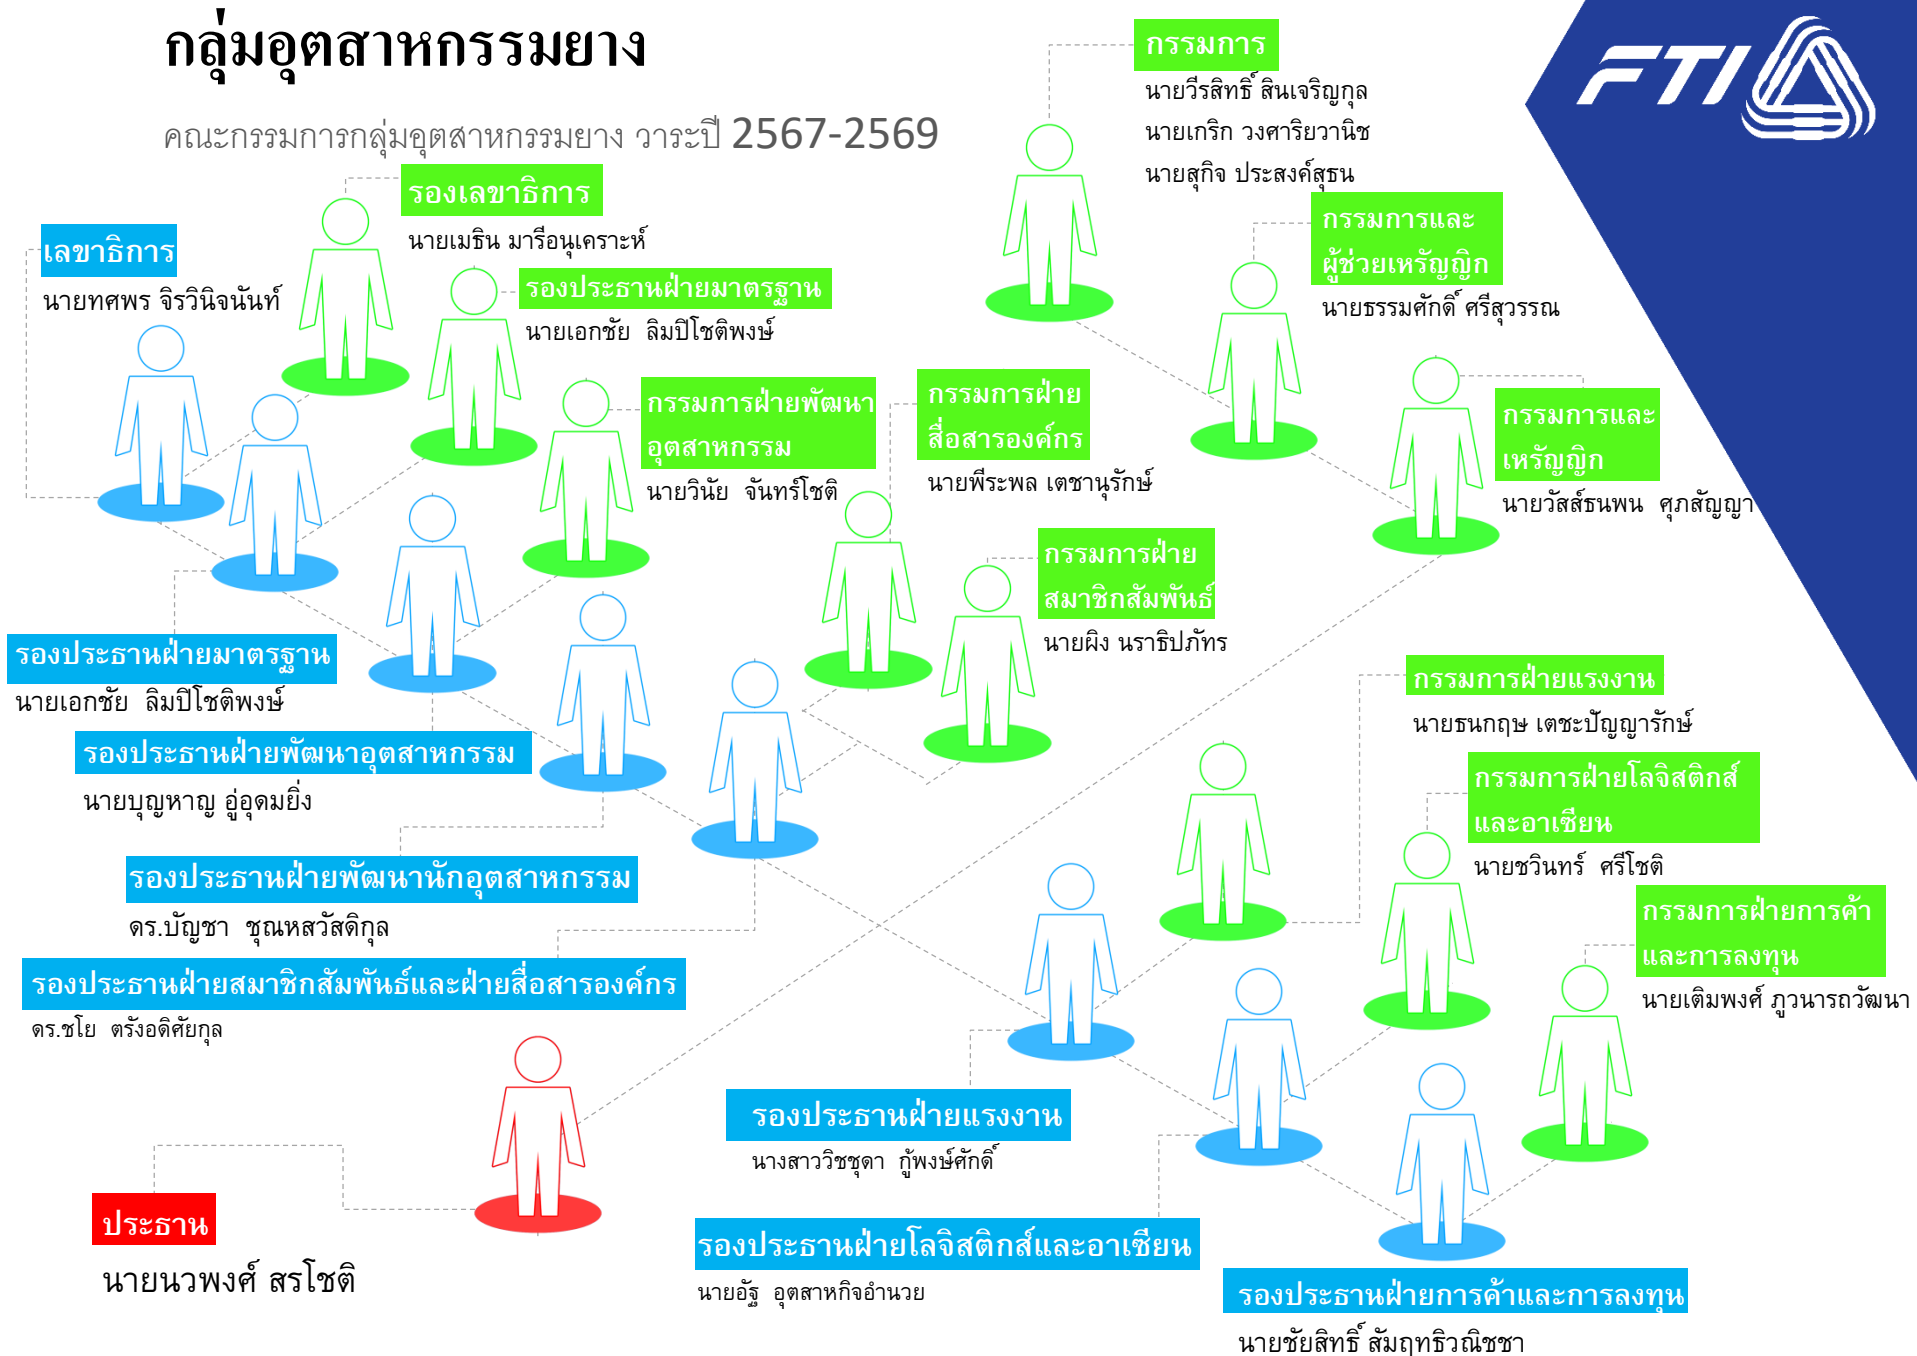 กลุ่มอุตสาหกรรมยาง
คณะกรรมการกลุ่มอุตสาหกรรมยาง วาระปี 2567-2569
FTI
กรรมการ
นายวีรสิทธิ์ สินเจริญกุล
นายเกริก วงศาริยวานิช
นายสุกิจ ประสงค์สุธน
รองเลขาธิการ
นายเมธิน มารีอนุเคราะห์
เลขาธิการ
นายทศพร จิรวินิจนันท์
กรรมการและ
ผู้ช่วยเหรัญญิก
นายธรรมศักดิ์ ศรีสุวรรณ
รองประธานฝ่ายมาตรฐาน
นายเอกชัย ลิมปิโชติพงษ์
กรรมการฝ่ายพัฒนา
อุตสาหกรรม
นายวินัย จันทร์โชติ
กรรมการฝ่าย
สื่อสารองค์กร
นายพีระพล เตชานุรักษ์
กรรมการและ
เหรัญญิก
นายวัสส์ธนพน ศุภสัญญา
กรรมการฝ่าย
สมาชิกสัมพันธ์
นายผิง นราธิปภัทร
รองประธานฝ่ายมาตรฐาน
นายเอกชัย ลิมปิโชติพงษ์
กรรมการฝ่ายแรงงาน
นายธนกฤษ เตชะปัญญารักษ์
รองประธานฝ่ายพัฒนาอุตสาหกรรม
นายบุญหาญ อู่อุดมยิ่ง
กรรมการฝ่ายโลจิสติกส์
และอาเซียน
นายชวินทร์ ศรีโชติ
รองประธานฝ่ายพัฒนานักอุตสาหกรรม
ดร.บัญชา ชุณหสวัสดิกุล
กรรมการฝ่ายการค้า
และการลงทุน
นายเติมพงศ์ ภูวนารถวัฒนา
รองประธานฝ่ายสมาชิกสัมพันธ์และฝ่ายสื่อสารองค์กร
ดร.ชโย ตรังอดิศัยกุล
รองประธานฝ่ายแรงงาน
นางสาววิชชุดา กู้พงษ์ศักดิ์
ประธาน
นายนวพงศ์ สรโชติ
รองประธานฝ่ายโลจิสติกส์และอาเซียน
นายอัฐ อุตสาหกิจอำนวย
รองประธานฝ่ายการค้าและการลงทุน
นายชัยสิทธิ์ สัมฤทธิวณิชชา